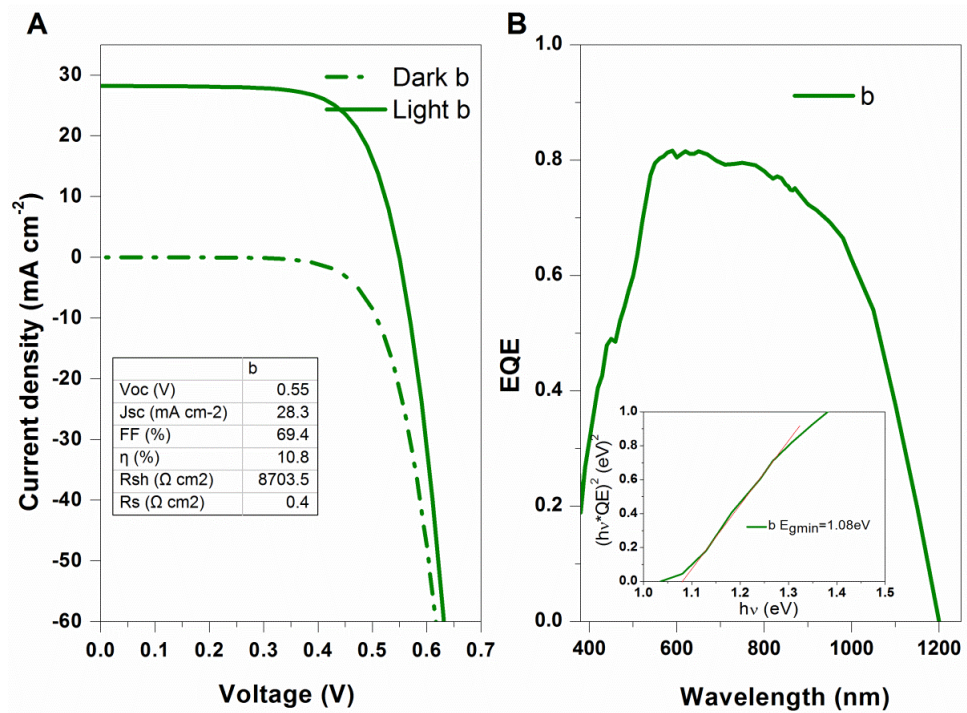 A
Current density (mA cm-2)
30
20
10
0
-10
-20
-30
-40
-50
-60
Dark b
Light b
b
Voc (V) 0.55
Jsc (mA cm-2) 28.3
FF (%) 69.4
η (%) 10.8
Rsh (Ω cm2) 8703.5
Rs (Ω cm2) 0.4
0.0 0.1 0.2 0.3 0.4 0.5 0.6 0.7
Voltage (V)
B
EQE
1.0
0.8
0.6
0.4
0.2
0.0
b
(hν*QE)2 (eV)2
1.0
0.8
0.6
0.4
0.2
0.0
b Egmin=1.08eV
1.0 1.1 1.2 1.3 1.4 1.5
hν (eV)
400 600 800 1000 1200
Wavelength (nm)